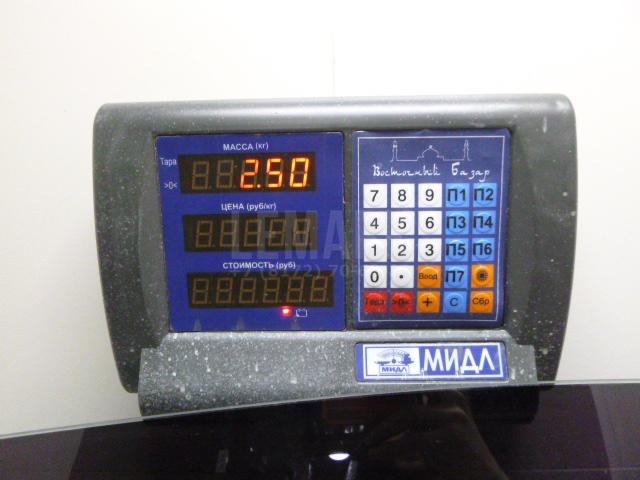 МАССА (кг)
Тара
2.50
>0<
ЦЕНА (руб/кг)
СТОИМОСТЬ (руб)
Восточный Базар
7 8 9 П1 П2
4 5 6 П3 П4
1 2 3 П5 П6
0 . Ввод П7
Тара >0< + С Сбр
МИДЛ
МИДЛ